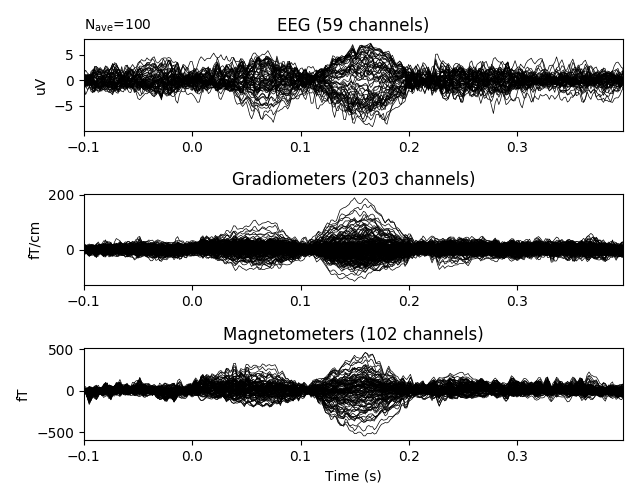 N_ave=100
EEG (59 channels)
5
0
−5
uV
−0.1 0.0 0.1 0.2 0.3
Gradiometers (203 channels)
200
0
fT/cm
−0.1 0.0 0.1 0.2 0.3
Magnetometers (102 channels)
500
0
−500
fT
−0.1 0.0 0.1 0.2 0.3
Time (s)